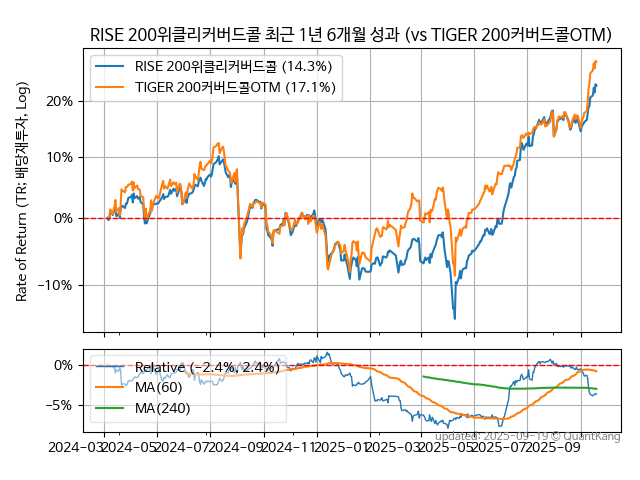 RISE 200위클리커버드콜 최근 1년 6개월 성과 (vs TIGER 200커버드콜OTM)
Rate of Return (TR: 배당재투자, Log)
RISE 200위클리커버드콜 (14.3%)
TIGER 200커버드콜OTM (17.1%)
20%
10%
0%
−10%
Relative (−2.4%, 2.4%)
MA(60)
MA(240)
0%
−5%
2024-03 2024-05 2024-07 2024-09 2024-11 2025-01 2025-03 2025-05 2025-07 2025-09
updated: 2025-09-19 © QuantKang